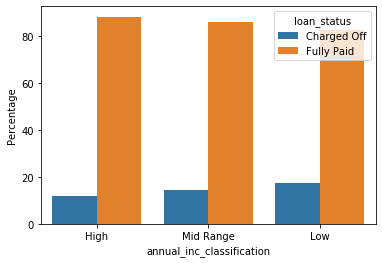 loan_status
Charged Off
Fully Paid
Percentage
80
60
40
20
0
High Mid Range Low
annual_inc_classification